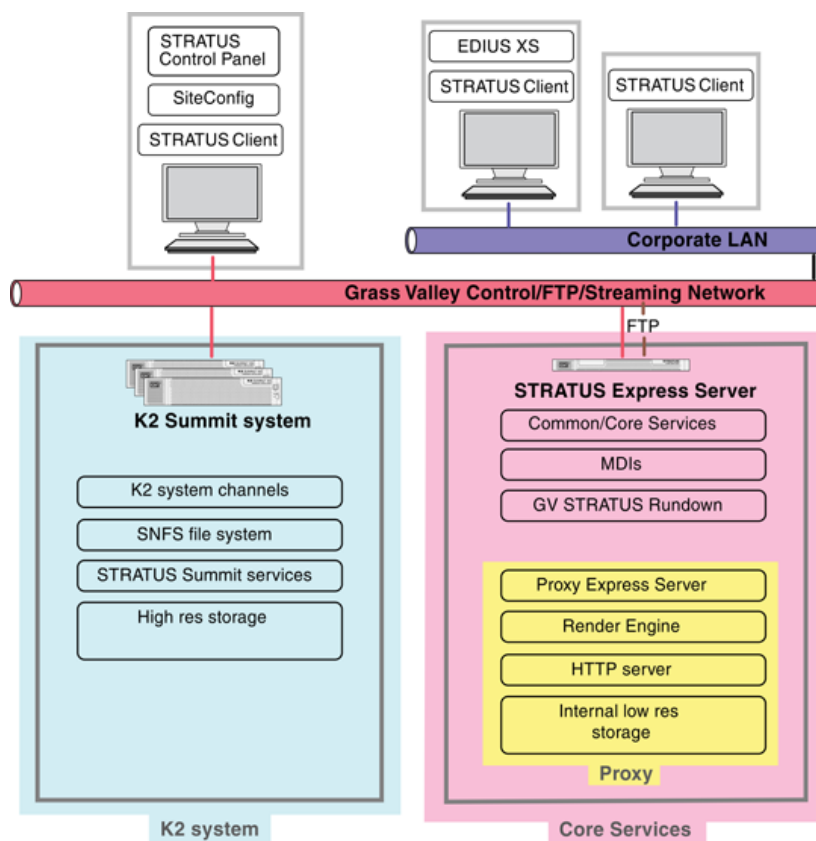 STRATUS
Control Panel
SiteConfig
STRATUS Client
EDIUS XS
STRATUS Client
STRATUS Client
Corporate LAN
Grass Valley Control/FTP/Streaming Network
FTP
K2 Summit system
K2 system channels
SNFS file system
STRATUS Summit services
High res storage
K2 system
STRATUS Express Server
Common/Core Services
MDIs
GV STRATUS Rundown
Proxy Express Server
Render Engine
HTTP server
Internal low res
storage
Proxy
Core Services